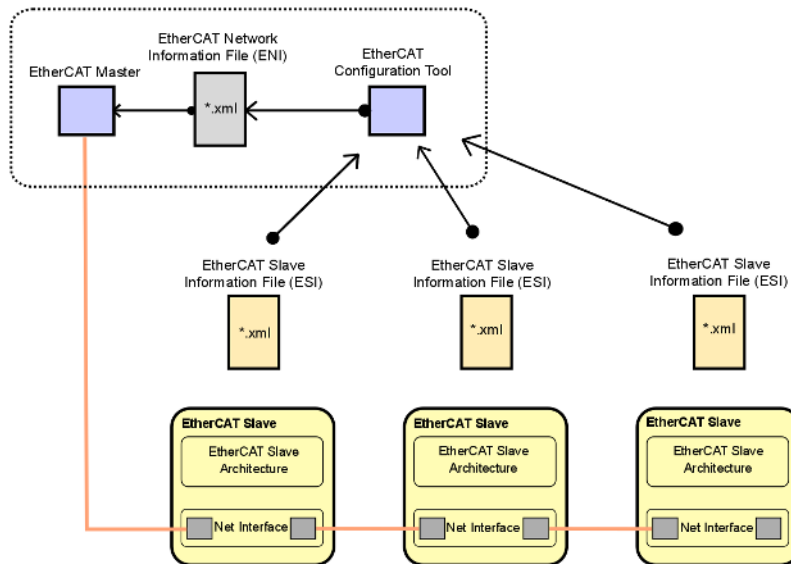 EtherCAT Network
Information File (ENI)
EtherCAT
Configuration Tool
EtherCAT Master
*.xml
EtherCAT Slave
Information File (ESI)
EtherCAT Slave
Information File (ESI)
EtherCAT Slave
Information File (ESI)
*.xml
*.xml
*.xml
EtherCAT Slave
EtherCAT Slave
Architecture
Net Interface
EtherCAT Slave
EtherCAT Slave
Architecture
Net Interface
EtherCAT Slave
EtherCAT Slave
Architecture
Net Interface